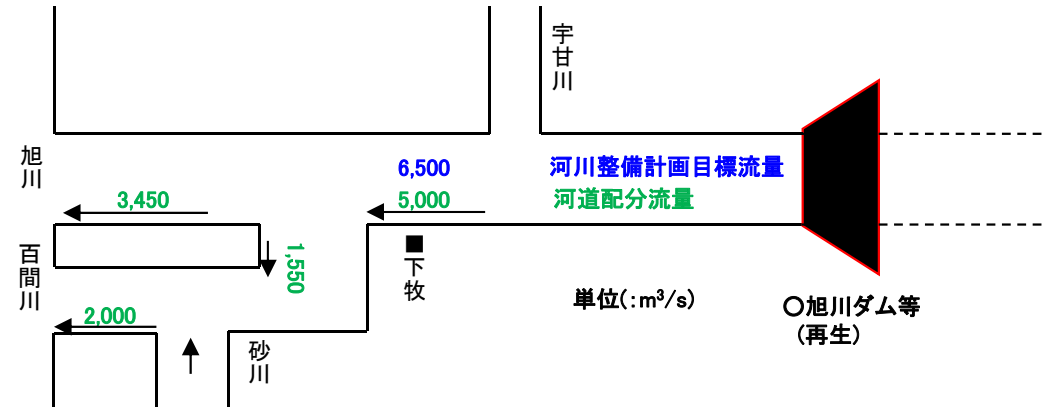 宇甘川
旭川
6,500
河川整備計画目標流量
3,450
5,000
河道配分流量
百間川
1,550
■下牧
単位(:m³/s)
○旭川ダム等
(再生)
2,000
砂川